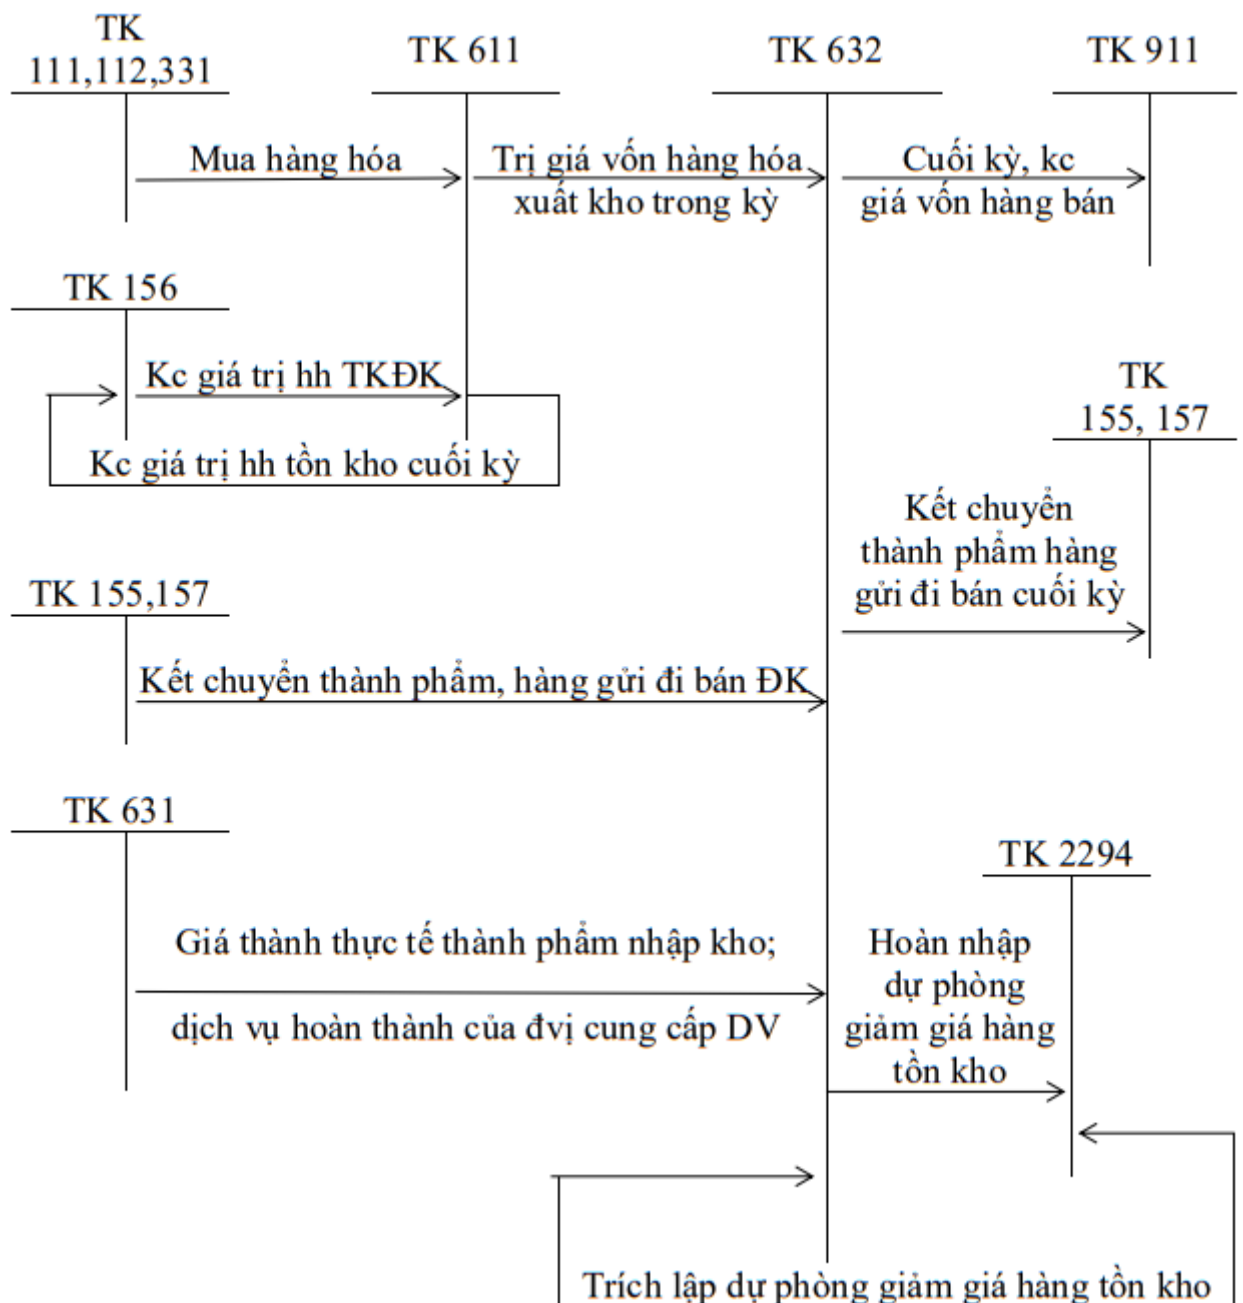 TK
111,112,331
TK 611
TK 632
TK 911
Mua hàng hóa
Trị giá vốn hàng hóa
xuất kho trong kỳ
Cuối kỳ, kc
giá vốn hàng bán
TK 156
Kc giá trị hh TKĐK
Kc giá trị hh tồn kho cuối kỳ
TK
155, 157
Kết chuyển
thành phẩm hàng
gửi đi bán cuối kỳ
TK 155,157
Kết chuyển thành phẩm, hàng gửi đi bán ĐK
TK 631
TK 2294
Giá thành thực tế thành phẩm nhập kho;
dịch vụ hoàn thành của đvị cung cấp DV
Hoàn nhập
dự phòng
giảm giá hàng
tồn kho
Trích lập dự phòng giảm giá hàng tồn kho